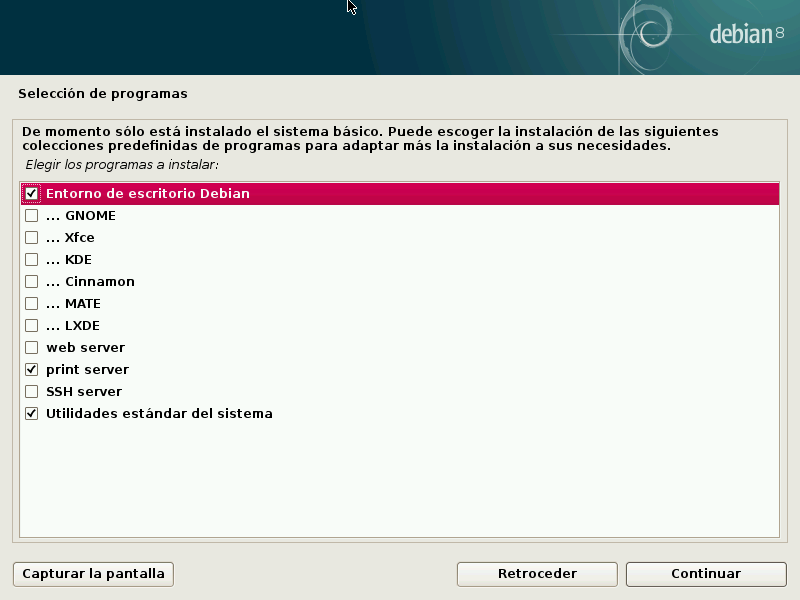 debian 8
Selección de programas
De momento sólo está instalado el sistema básico. Puede escoger la instalación de las siguientes
colecciones predefinidas de programas para adaptar más la instalación a sus necesidades.
Elegir los programas a instalar:
Entorno de escritorio Debian
... GNOME
... Xfce
... KDE
... Cinnamon
... MATE
... LXDE
web server
print server
SSH server
Utilidades estándar del sistema
Capturar la pantalla
Retroceder
Continuar